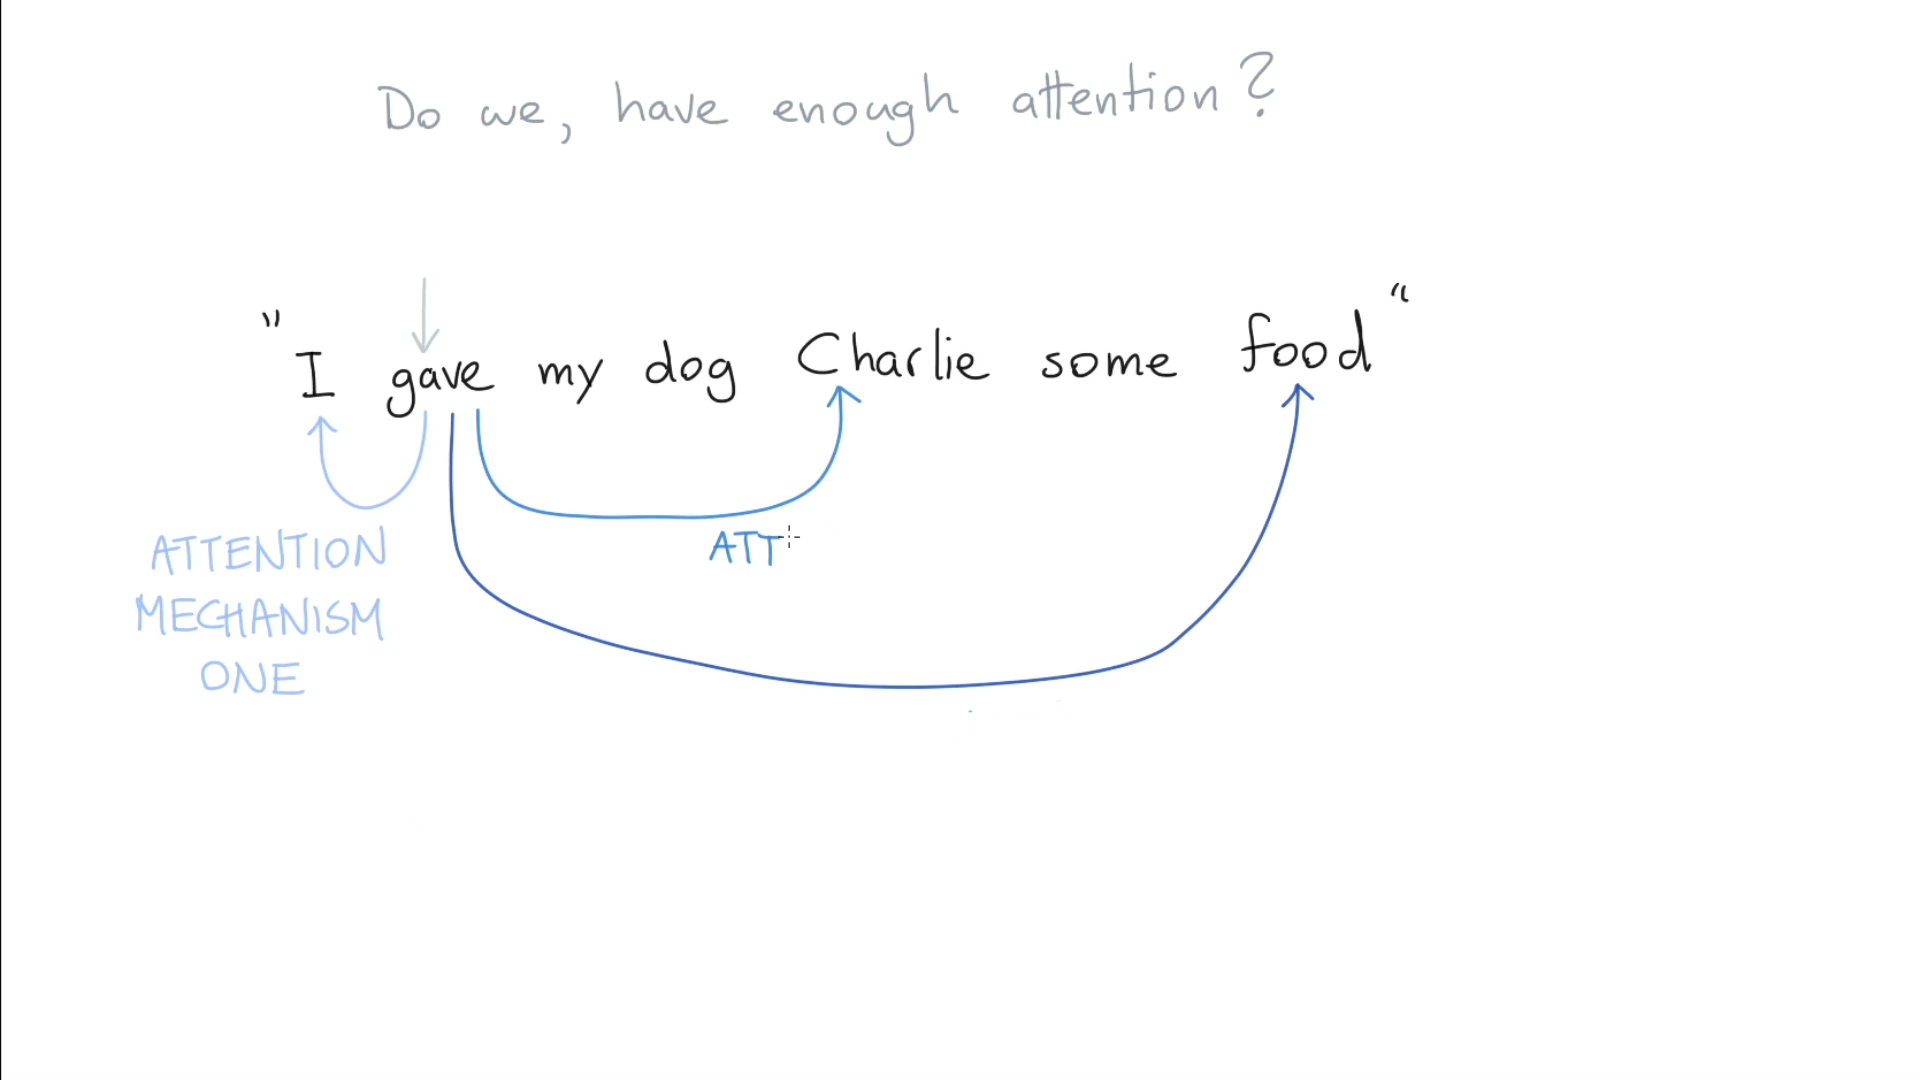 Do we, have enough attention?
"I gave my dog Charlie some food"
ATTENTION
MECHANISM
ONE
ATT